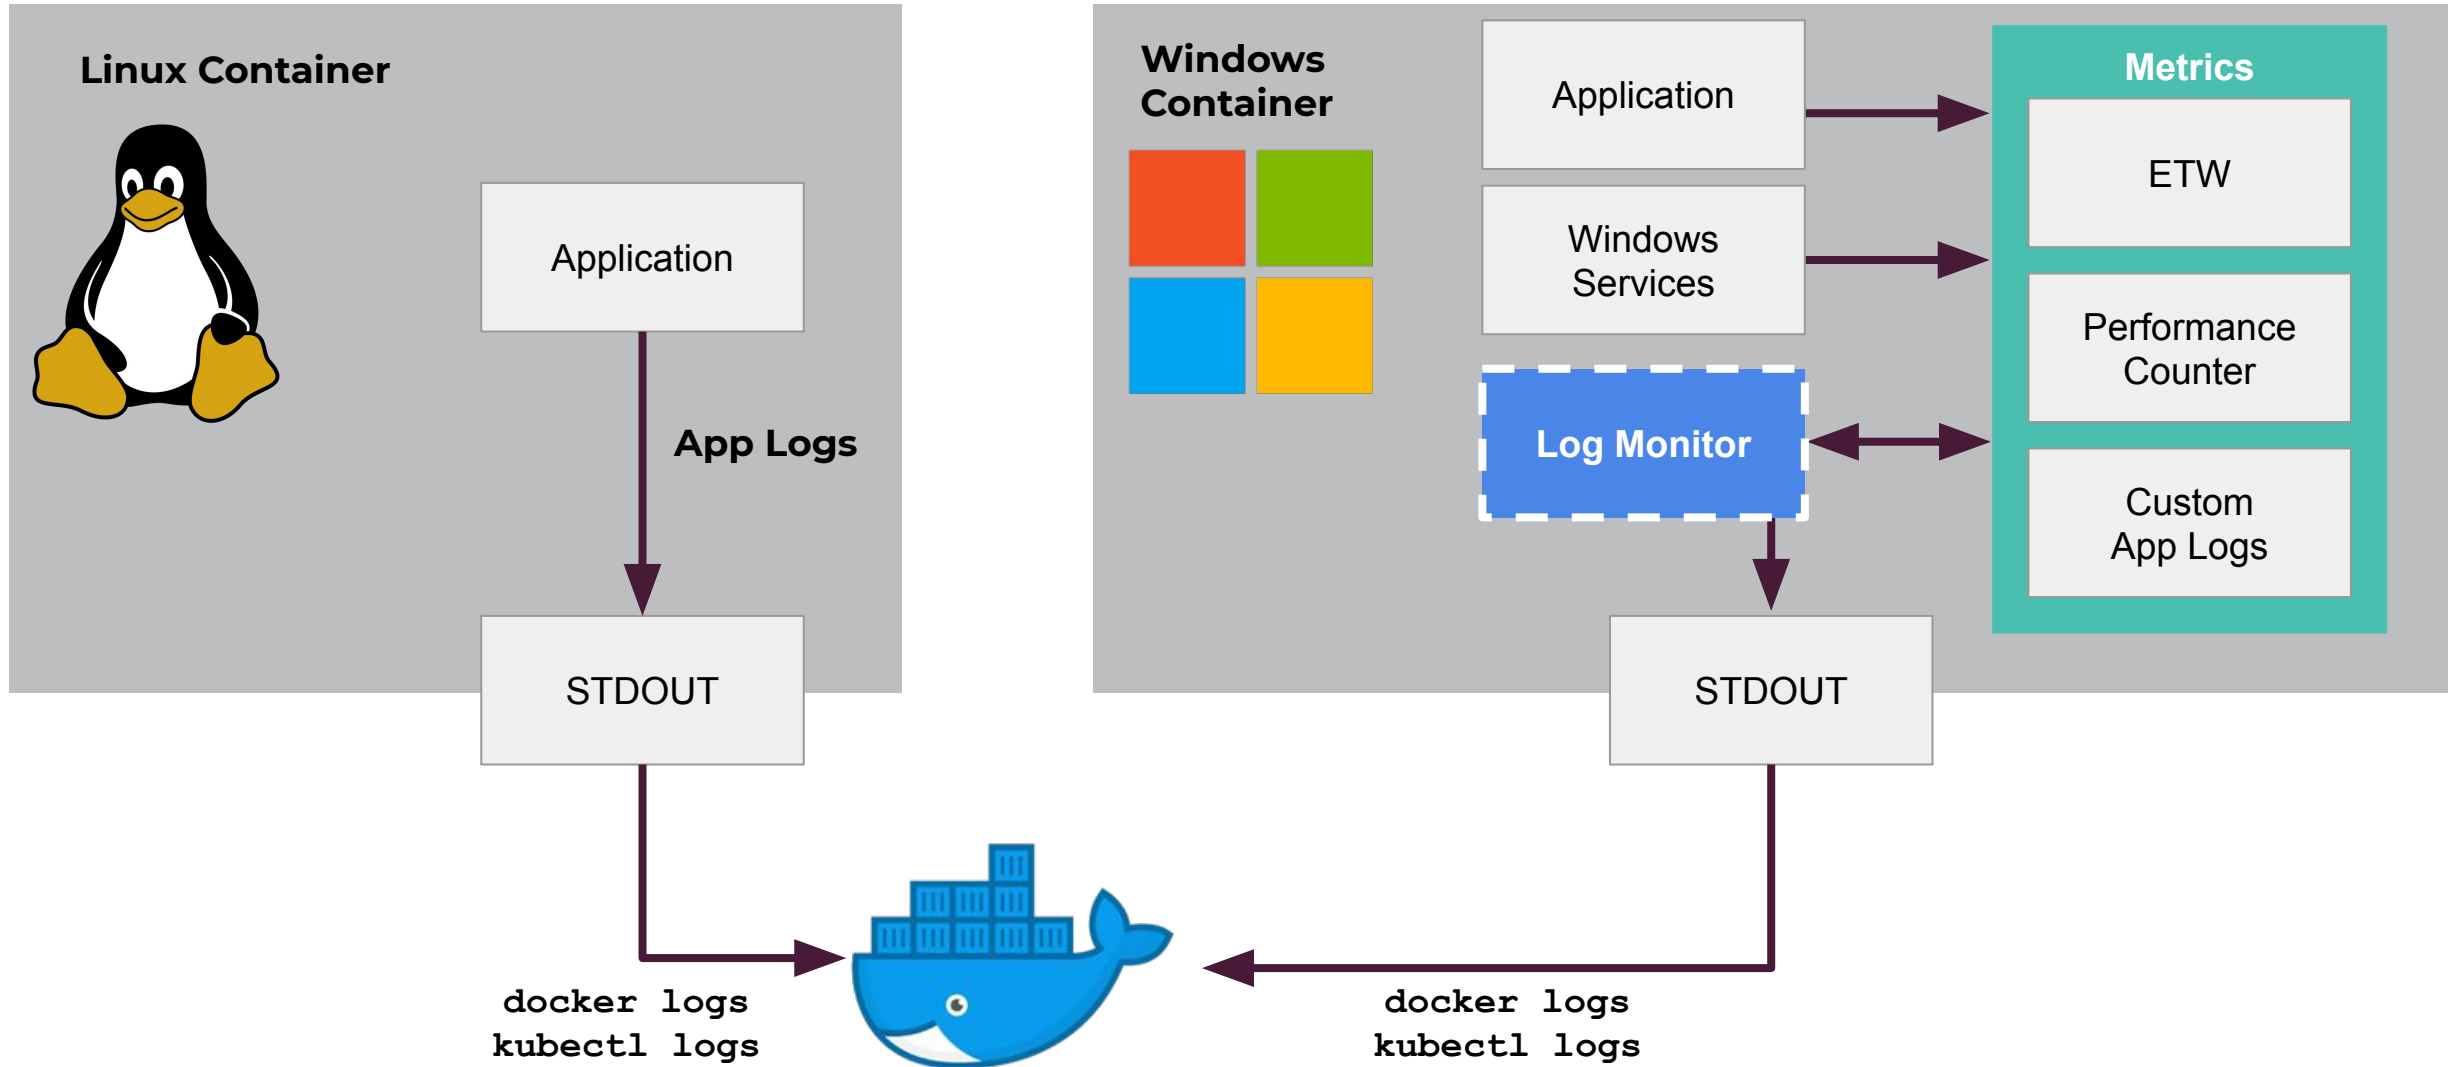 Linux Container
Application
App Logs
STDOUT
docker logs
kubectl logs
Windows
Container
Application
Windows
Services
Log Monitor
STDOUT
Metrics
ETW
Performance
Counter
Custom
App Logs
docker logs
kubectl logs